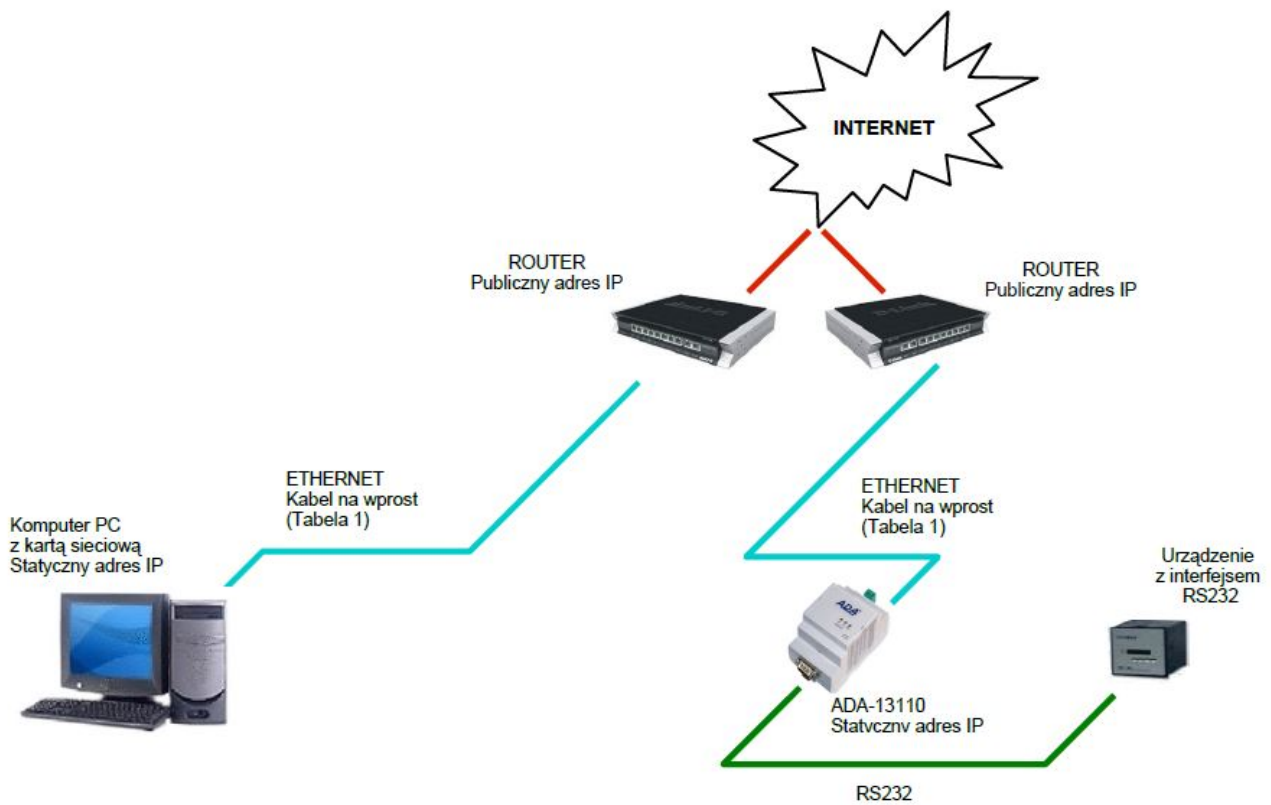 INTERNET
ROUTER
Publiczny adres IP
ROUTER
Publiczny adres IP
ETHERNET
Kabel na wprost
(Tabela 1)
ETHERNET
Kabel na wprost
(Tabela 1)
Komputer PC
z kartą sieciową
Statyczny adres IP
Urządzenie
z interfejsem
RS232
ADA
ADA-13110
Statyczny adres IP
RS232